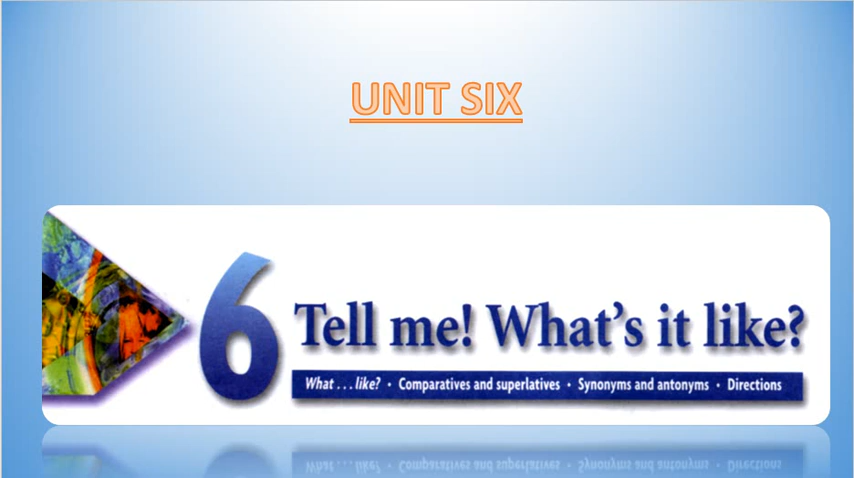 UNIT SIX
6 Tell me! What's it like?
What . . . like? • Comparatives and superlatives • Synonyms and antonyms • Directions